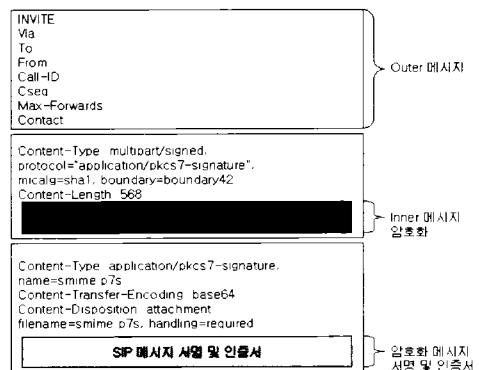 INVITE
Via
To
From
Call-ID
Cseq
Max-Forwards
Contact
Outer 메시지
Content-Type multipart/signed,
protocol="application/pkcs7-signature",
micalg=sha1, boundary=boundary42
Content-Length 568
Inner 메시지
암호화
Content-Type application/pkcs7-signature,
name=smime p7s
Content-Transfer-Encoding base64
Content-Disposition attachment
filename=smime p7s, handling=required
SIP 메시지 서명 및 인증서
암호화 메시지
서명 및 인증서